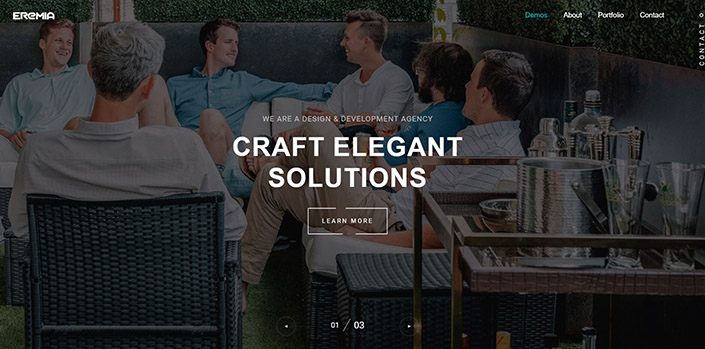 EREMIA
Demos About Portfolio Contact
CONTACT
WE ARE A DESIGN & DEVELOPMENT AGENCY
CRAFT ELEGANT
SOLUTIONS
LEARN MORE
01 / 03